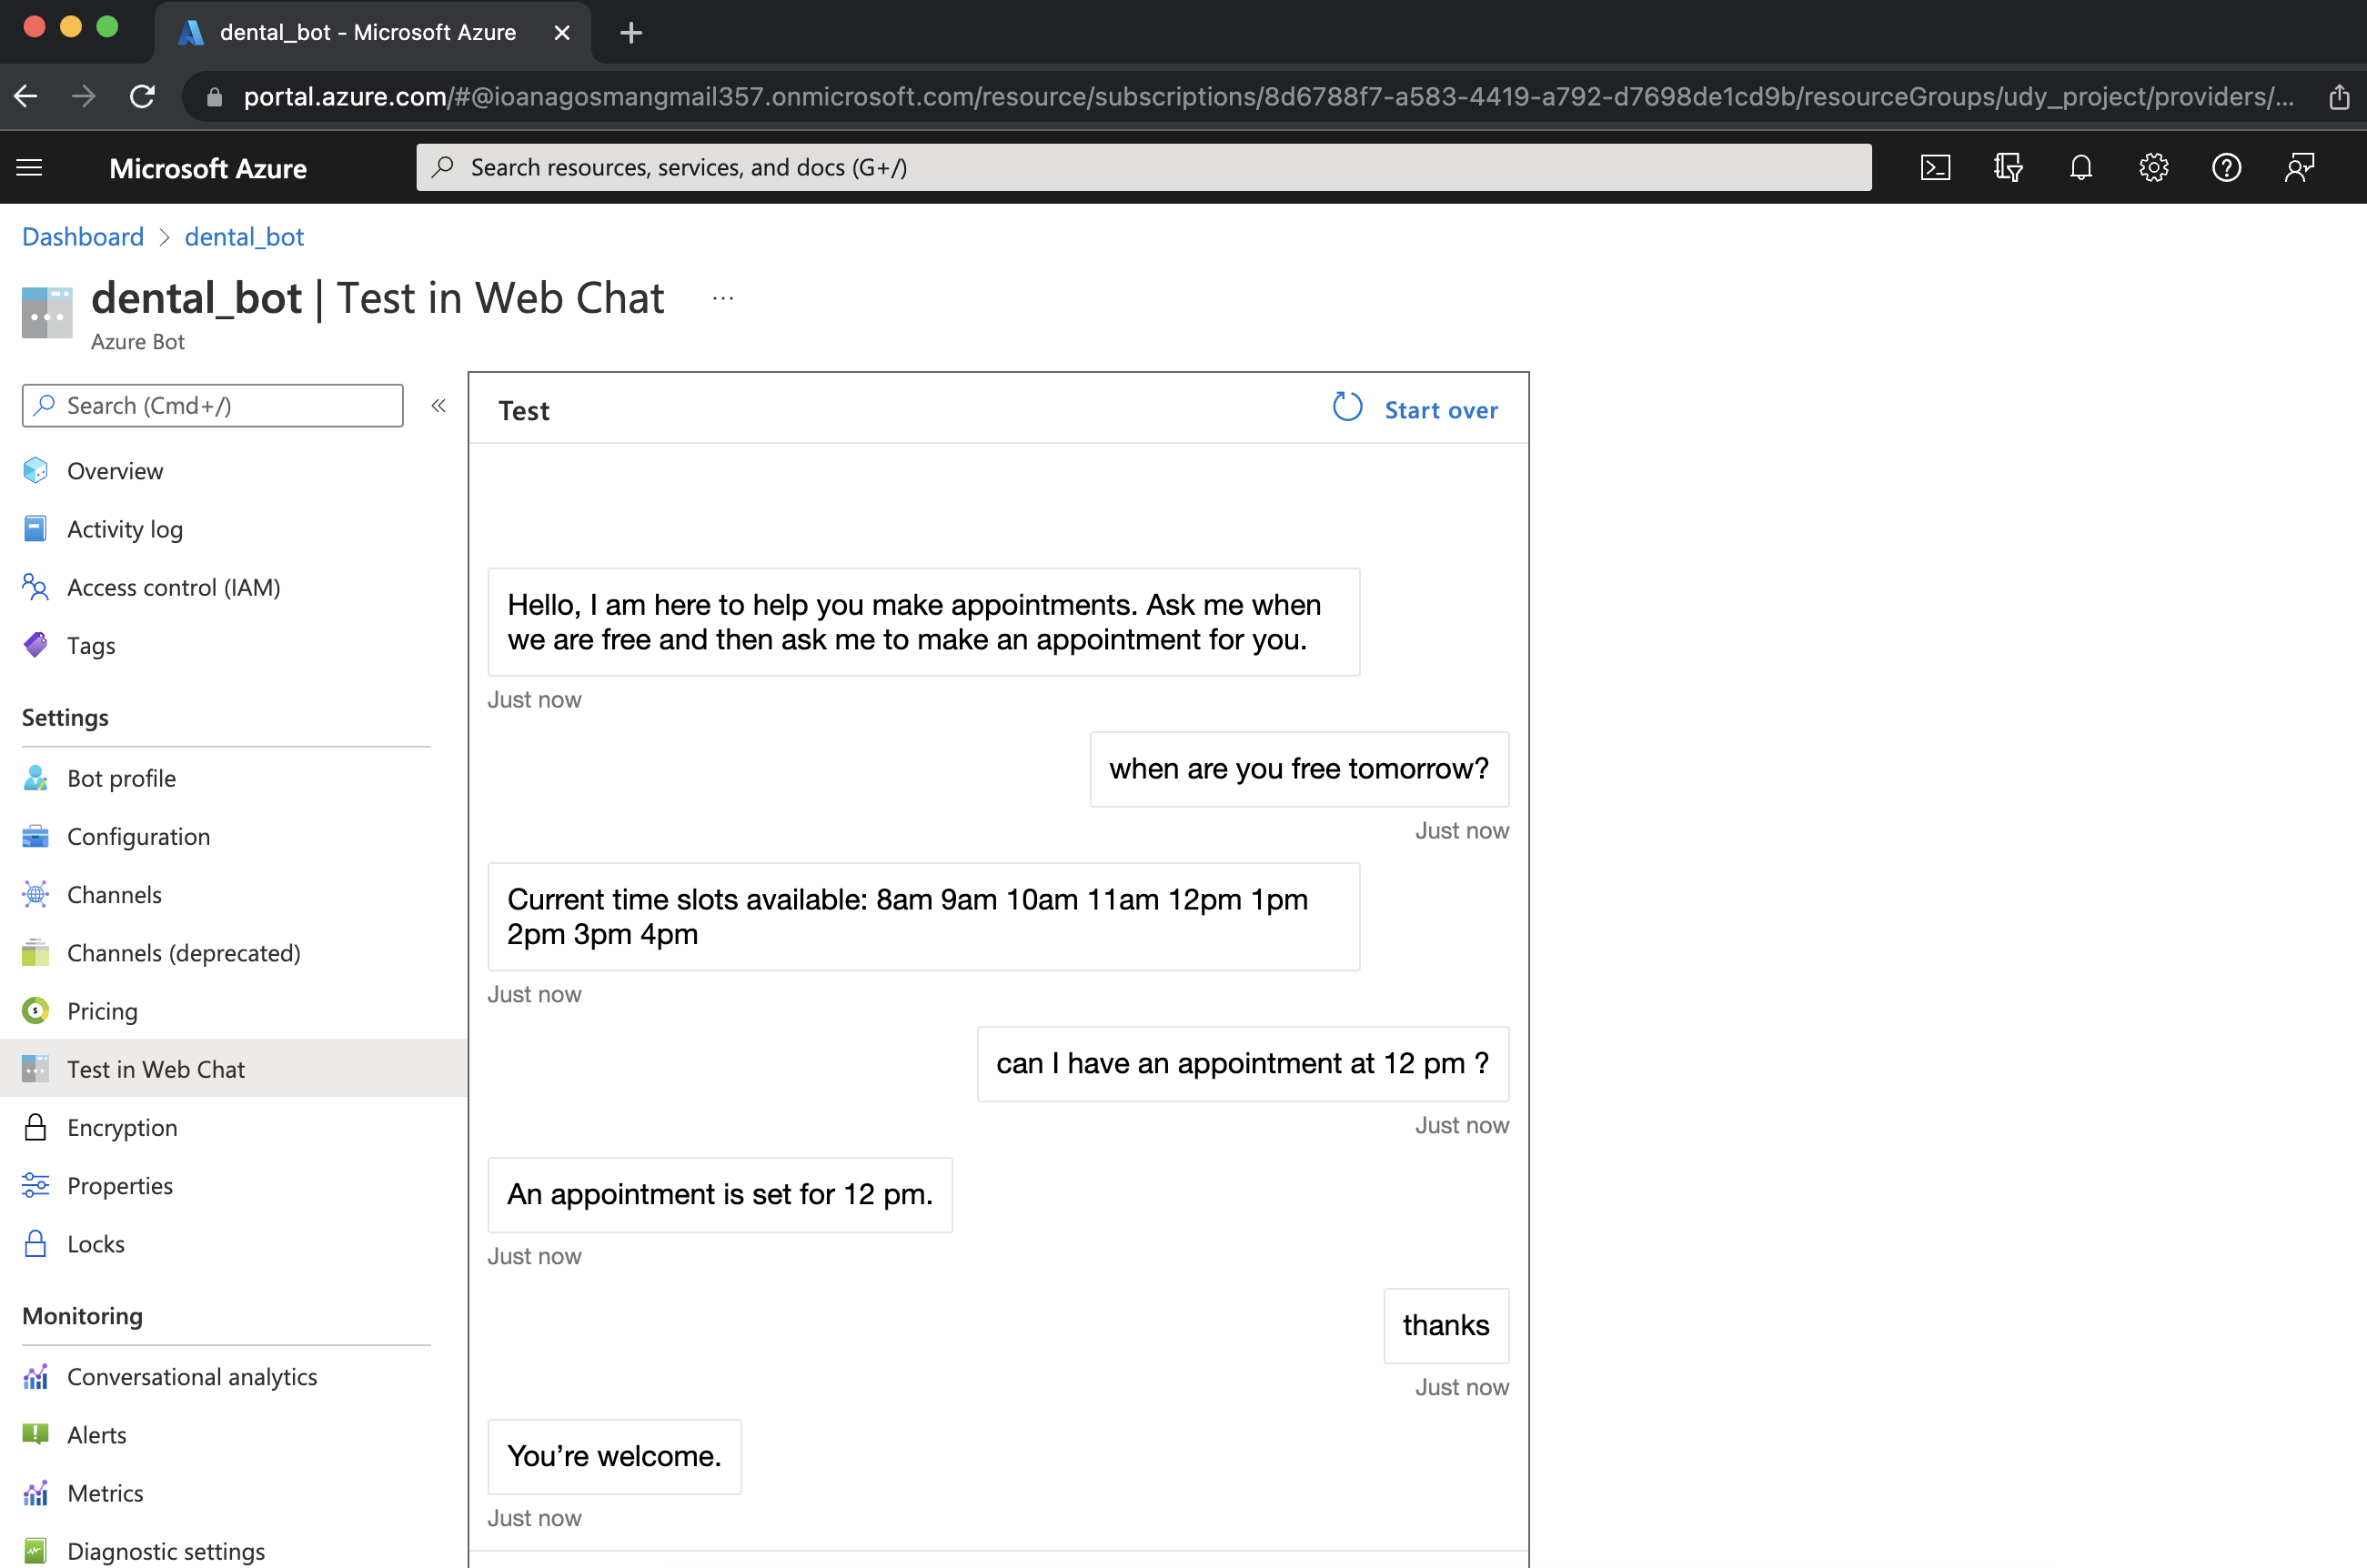 dental_bot - Microsoft Azure
portal.azure.com/#@ioanagosmangmail357.onmicrosoft.com/resource/subscriptions/8d6788f7-a583-4419-a792-d7698de1cd9b/resourceGroups/udy_project/providers/...
Microsoft Azure
Search resources, services, and docs (G+/)
Dashboard > dental_bot
dental_bot | Test in Web Chat ...
Azure Bot
Search (Cmd+/)
«
Overview
Activity log
Access control (IAM)
Tags
Settings
Bot profile
Configuration
Channels
Channels (deprecated)
Pricing
Test in Web Chat
Encryption
Properties
Locks
Monitoring
Conversational analytics
Alerts
Metrics
Diagnostic settings
Test
Start over
Hello, I am here to help you make appointments. Ask me when
we are free and then ask me to make an appointment for you.
Just now
when are you free tomorrow?
Just now
Current time slots available: 8am 9am 10am 11am 12pm 1pm
2pm 3pm 4pm
Just now
can I have an appointment at 12 pm ?
Just now
An appointment is set for 12 pm.
Just now
thanks
Just now
You’re welcome.
Just now